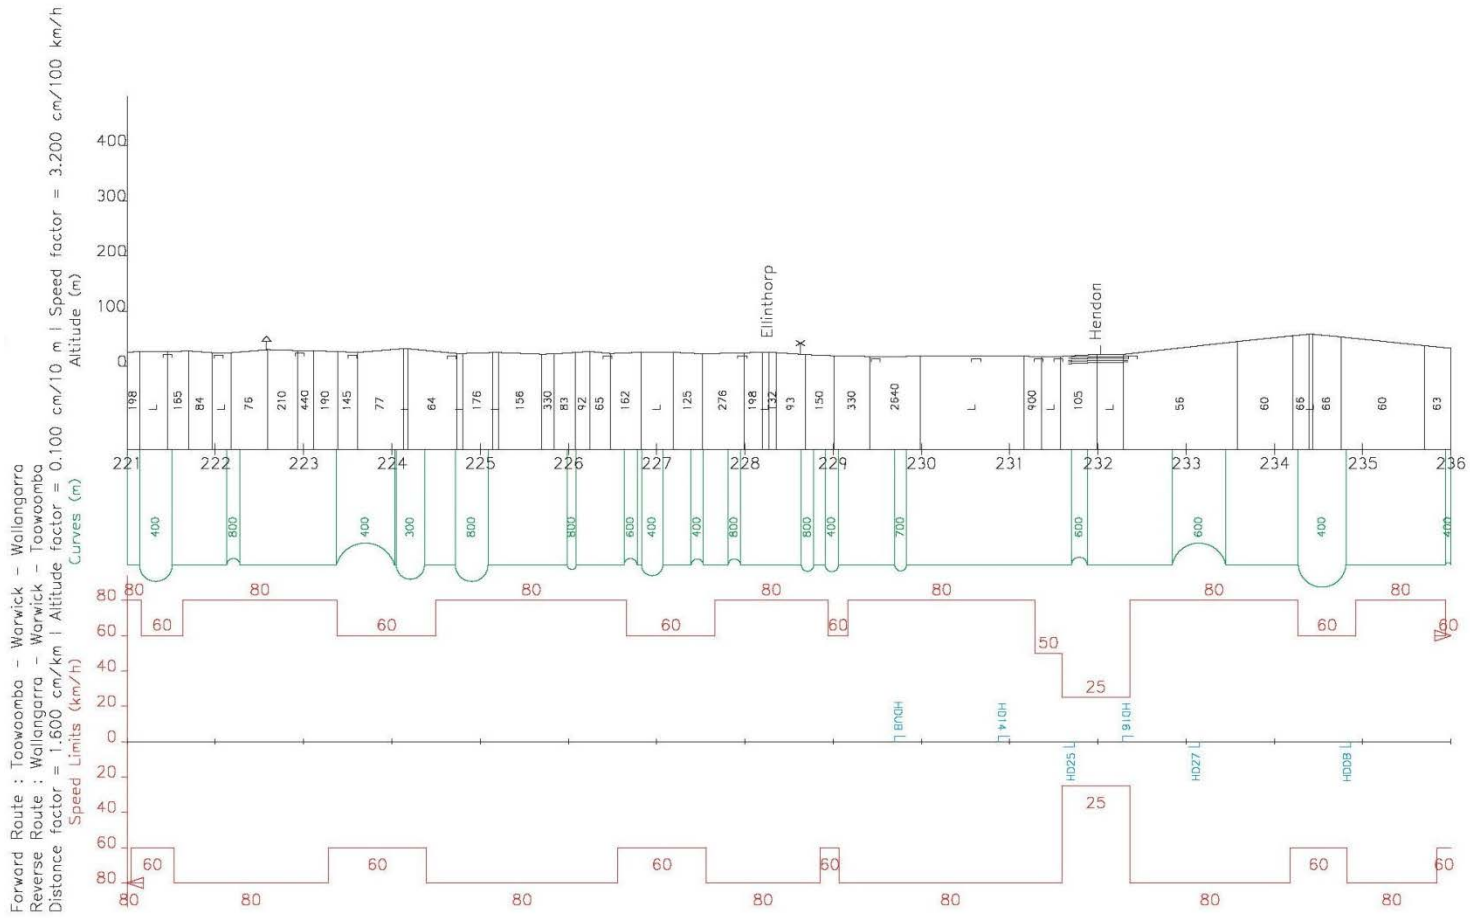 Forward Route : Toowoomba - Warwick - Wallangarra
Reverse Route : Wallangarra - Warwick - Toowoomba
Distance factor = 1.600 cm/km | Altitude factor = 0.100 cm/10 m | Speed factor = 3.200 cm/100 km/h
Altitude (m)
400
300
200
100
0
Ellinthorp
Hendon
198 L 165 84 L 76 210 440 190 145 77 L 64 L 176 L 156 330 83 92 65 162 L 125 276 198 L 132 93 150 330 2640 L 900 L 105 L 56 60 66 L 66 60 63
221 222 223 224 225 226 227 228 229 230 231 232 233 234 235 236
Curves (m)
400 800 400 300 800 800 600 400 400 800 800 400 700 600 600 400 400
Speed Limits (km/h)
80 80 80 80 80 80 80 80
80
60 60 60 60 60 60 60
50
40
25
20
HDUB HD14 HD16
0
HD25 HD27 HDDB
20
25
40
60
60 60 60 60 60 60
80
80 80 80 80 80 80 80